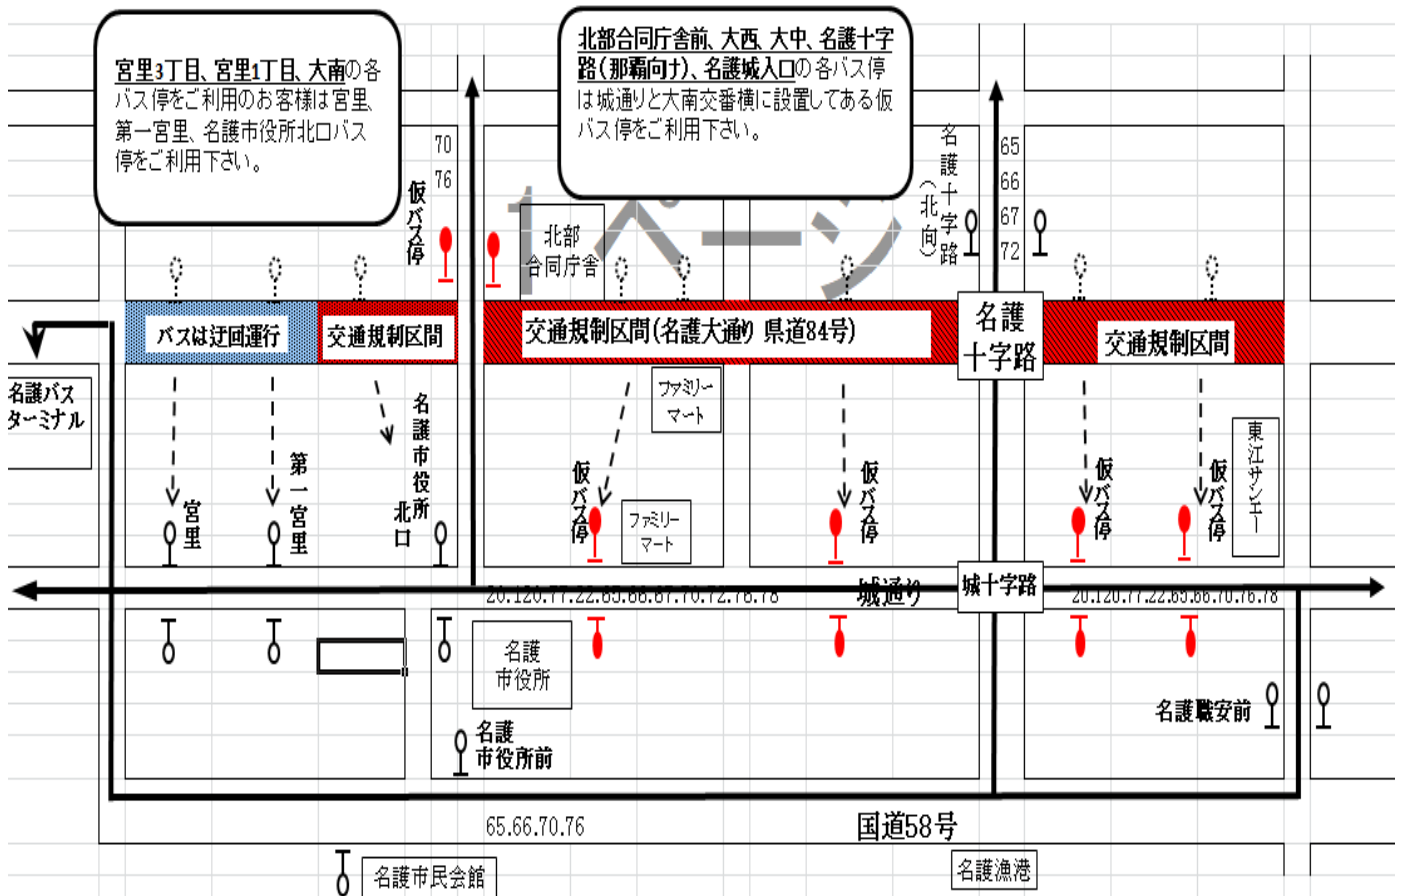 宮里3丁目、宮里1丁目、大南の各
バス停をご利用のお客様は宮里、
第一宮里、名護市役所北口バス
停をご利用下さい。
北部合同庁舎前、大西、大中、名護十字
路(那覇向け)、名護城入口の各バス停
は城通りと大南交番横に設置してある仮
バス停をご利用下さい。
1 ページ
70
76
仮バス停
北部
合同庁舎
名護十字路
(北向)
65
66
67
72
バスは迂回運行
交通規制区間
交通規制区間(名護大通り 県道84号)
名護
十字路
交通規制区間
名護バス
ターミナル
宮里
第一宮里
名護市役所
北口
仮バス停
ファミリー
マート
ファミリー
マート
仮バス停
仮バス停
仮バス停
東江サンエー
20.120.77.22.65.66.67.70.72.76.78
城通り
城十字路
20.120.77.22.65.66.70.76.78
名護
市役所
名護
市役所前
名護職安前
65.66.70.76
国道58号
名護市民会館
名護漁港